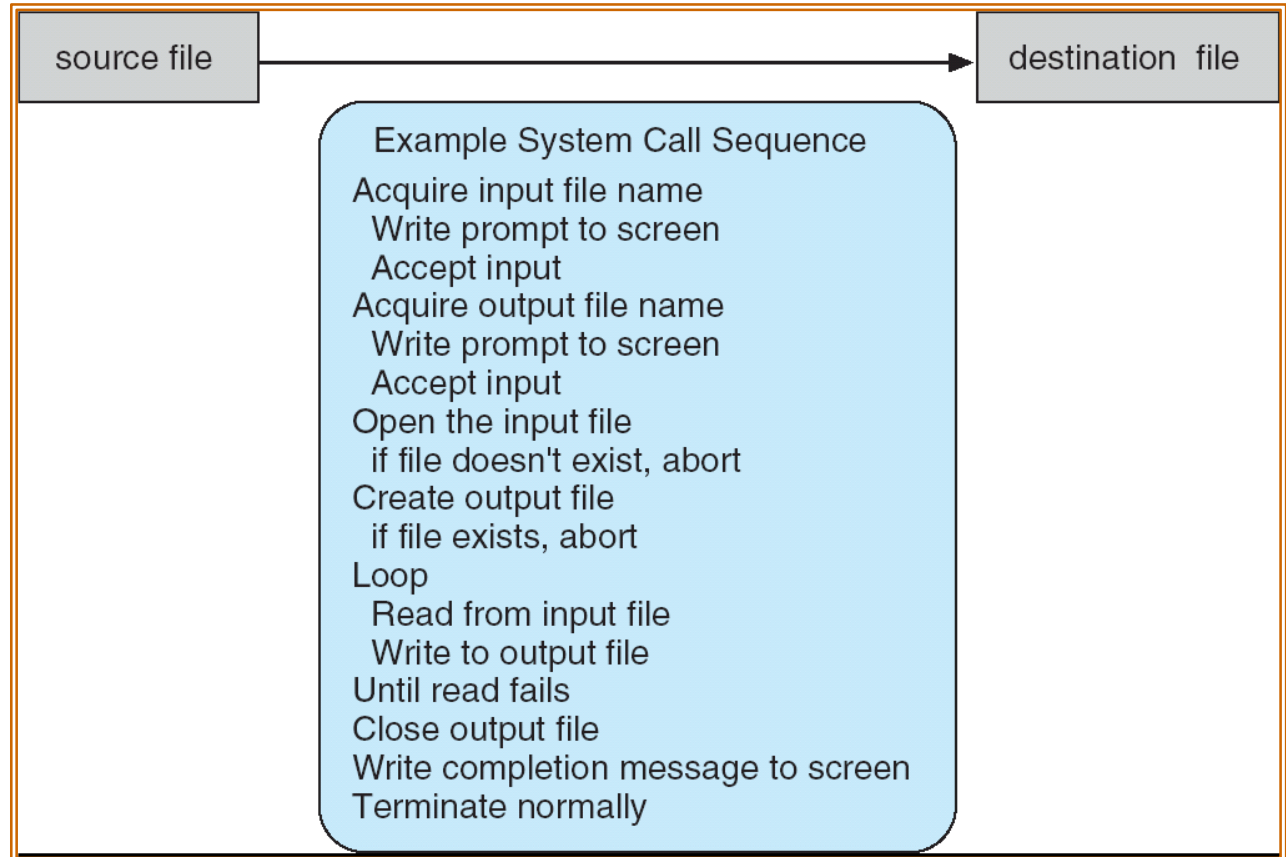 source file
destination file
Example System Call Sequence
Acquire input file name
Write prompt to screen
Accept input
Acquire output file name
Write prompt to screen
Accept input
Open the input file
if file doesn't exist, abort
Create output file
if file exists, abort
Loop
Read from input file
Write to output file
Until read fails
Close output file
Write completion message to screen
Terminate normally